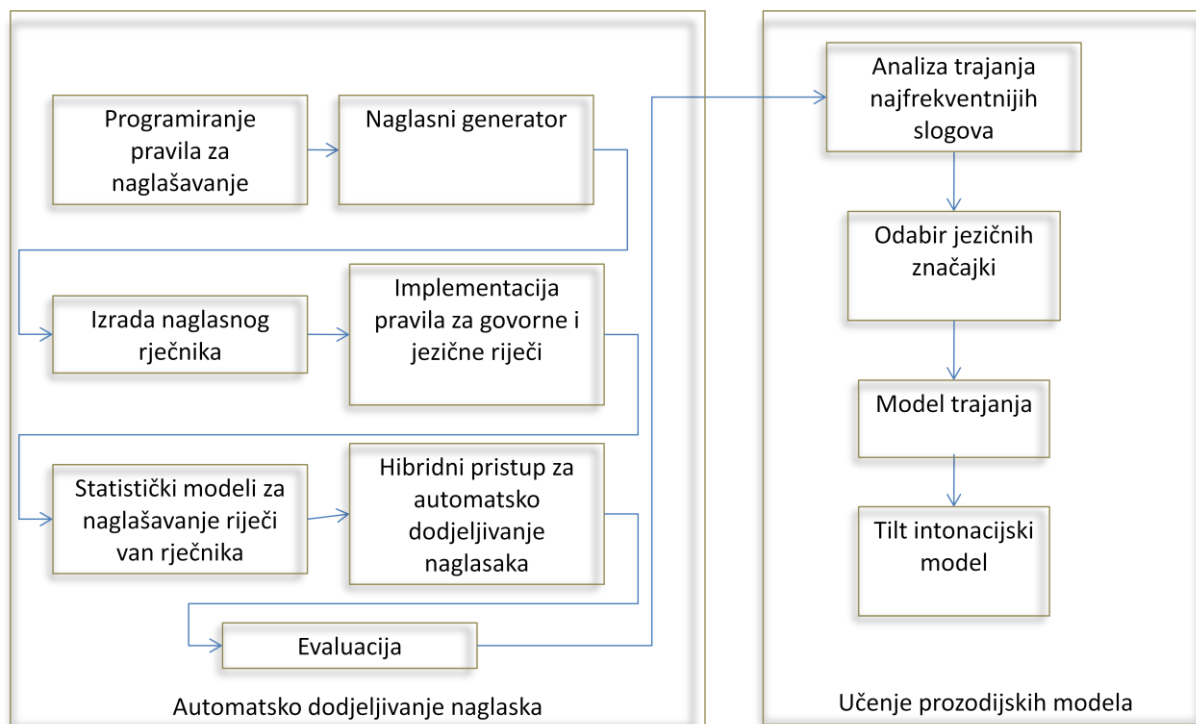 Programiranje
pravila za
naglašavanje
Naglasni generator
Izrada naglasnog
rječnika
Implementacija
pravila za govorne i
jezične riječi
Statistički modeli za
naglašavanje riječi
van rječnika
Hibridni pristup za
automatsko
dodjeljivanje
naglasaka
Evaluacija
Automatsko dodjeljivanje naglaska
Analiza trajanja
najfrekventnijih
slogova
Odabir jezičnih
značajki
Model trajanja
Tilt intonacijski
model
Učenje prozodijskih modela